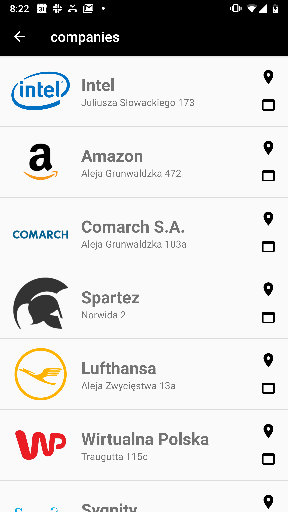 8:22
31
companies
intel
Intel
Juliusza Słowackiego 173
a
Amazon
Aleja Grunwaldzka 472
COMARCH
Comarch S.A.
Aleja Grunwaldzka 103a
Spartez
Norwida 2
Lufthansa
Aleja Zwycięstwa 13a
WP
Wirtualna Polska
Traugutta 115c
Sygnity